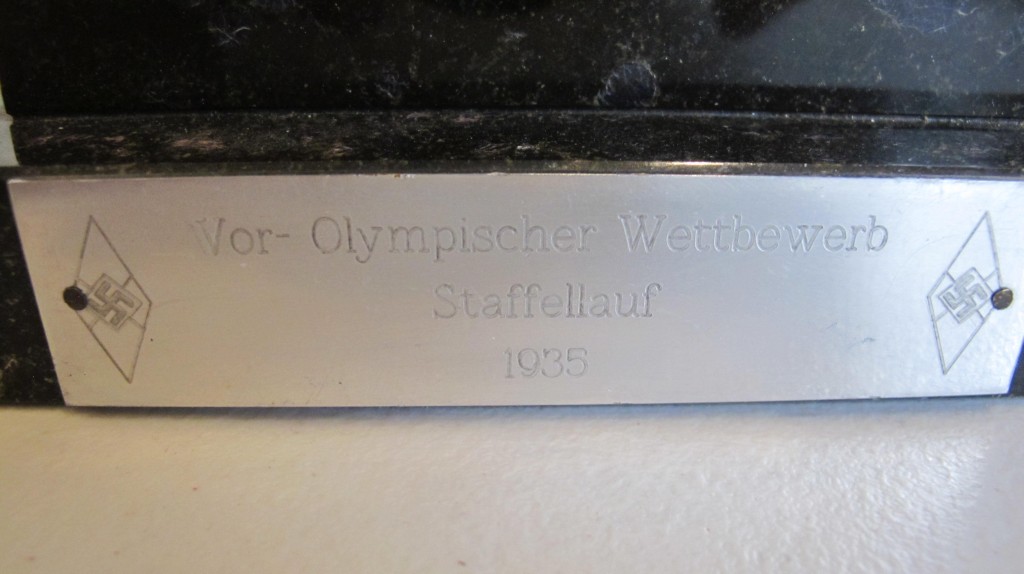 Vor- Olympischer Wettbewerb
Staffellauf
1935